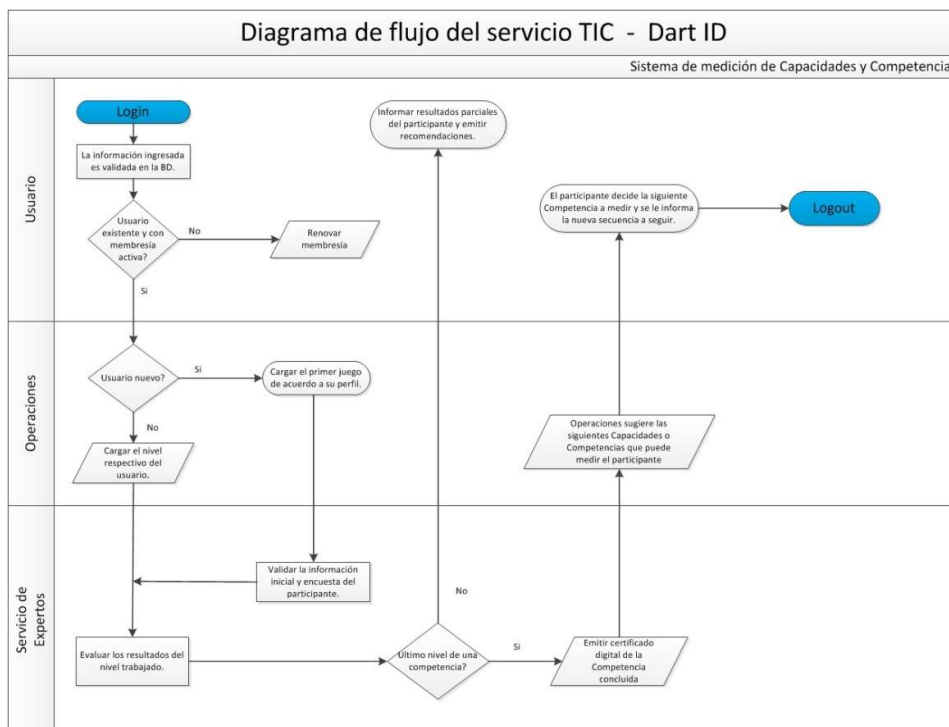 Diagrama de flujo del servicio TIC - Dart ID
Sistema de medición de Capacidades y Competencia
Usuario
Login
La información ingresada
es validada en la BD.
Usuario
existente y con
membresía
activa?
No
Renovar
membresía
Si
Informar resultados parciales
del participante y emitir
recomendaciones.
El participante decide la siguiente
Competencia a medir y se le informa
la nueva secuencia a seguir.
Logout
Operaciones
Usuario nuevo?
Si
Cargar el primer juego
de acuerdo a su perfil.
No
Cargar el nivel
respectivo del
usuario.
Operaciones sugiere las
siguientes Capacidades o
Competencias que puede
medir el participante
Servicio de
Expertos
Validar la información
inicial y encuesta del
participante.
Evaluar los resultados del
nivel trabajado.
No
Último nivel de una
competencia?
Si
Emitir certificado
digital de la
Competencia
concluida